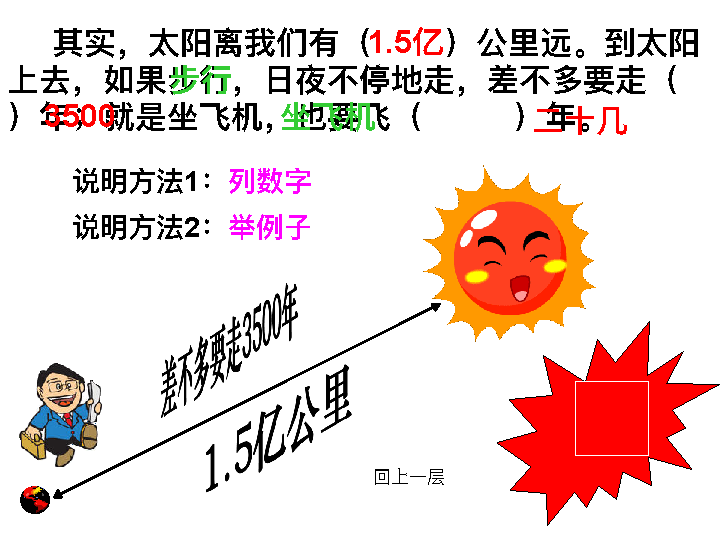 其实，太阳离我们有（1.5亿）公里远。到太阳
上去，如果步行，日夜不停地走，差不多要走（
3500）年；就是坐飞机，也要飞（二十几）年。
说明方法1：列数字
说明方法2：举例子
差不多要走3500年
1.5亿公里
回上一层